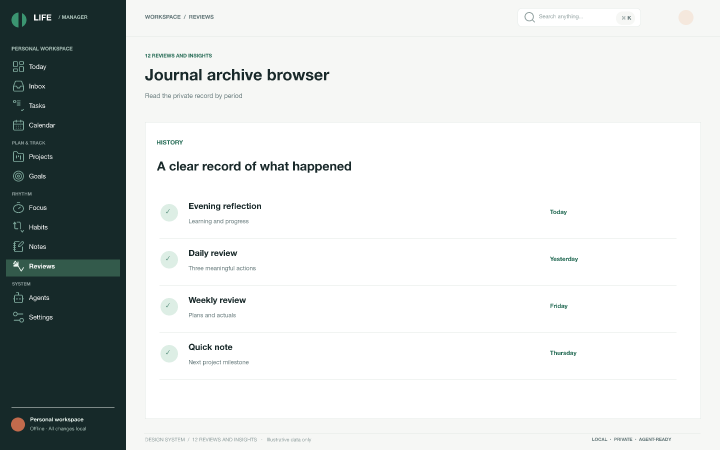 LIFE / MANAGER
PERSONAL WORKSPACE
Today
Inbox
Tasks
Calendar
PLAN & TRACK
Projects
Goals
RHYTHM
Focus
Habits
Notes
Reviews
SYSTEM
Agents
Settings
Personal workspace
Offline · All changes local
WORKSPACE / REVIEWS
Search anything...
⌘ K
12 REVIEWS AND INSIGHTS
Journal archive browser
Read the private record by period
HISTORY
A clear record of what happened
Evening reflection
Learning and progress
Today
Daily review
Three meaningful actions
Yesterday
Weekly review
Plans and actuals
Friday
Quick note
Next project milestone
Thursday
DESIGN SYSTEM / 12 REVIEWS AND INSIGHTS · Illustrative data only
LOCAL · PRIVATE · AGENT-READY